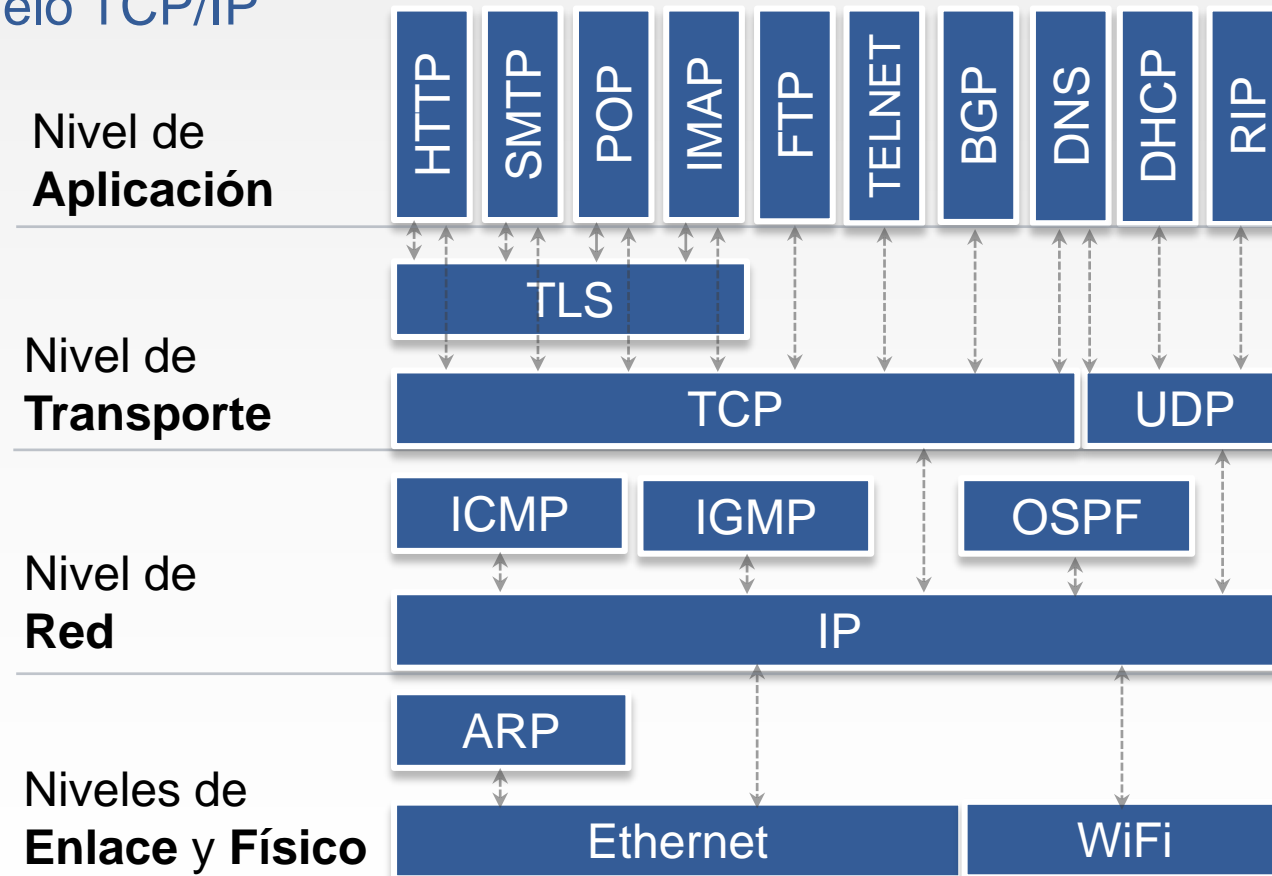 elo TCP/IP
HTTP
SMTP
POP
IMAP
FTP
TELNET
BGP
DNS
DHCP
RIP
Nivel de
Aplicación
TLS
Nivel de
Transporte
TCP
UDP
ICMP
IGMP
OSPF
Nivel de
Red
IP
ARP
Niveles de
Enlace y Físico
Ethernet
WiFi